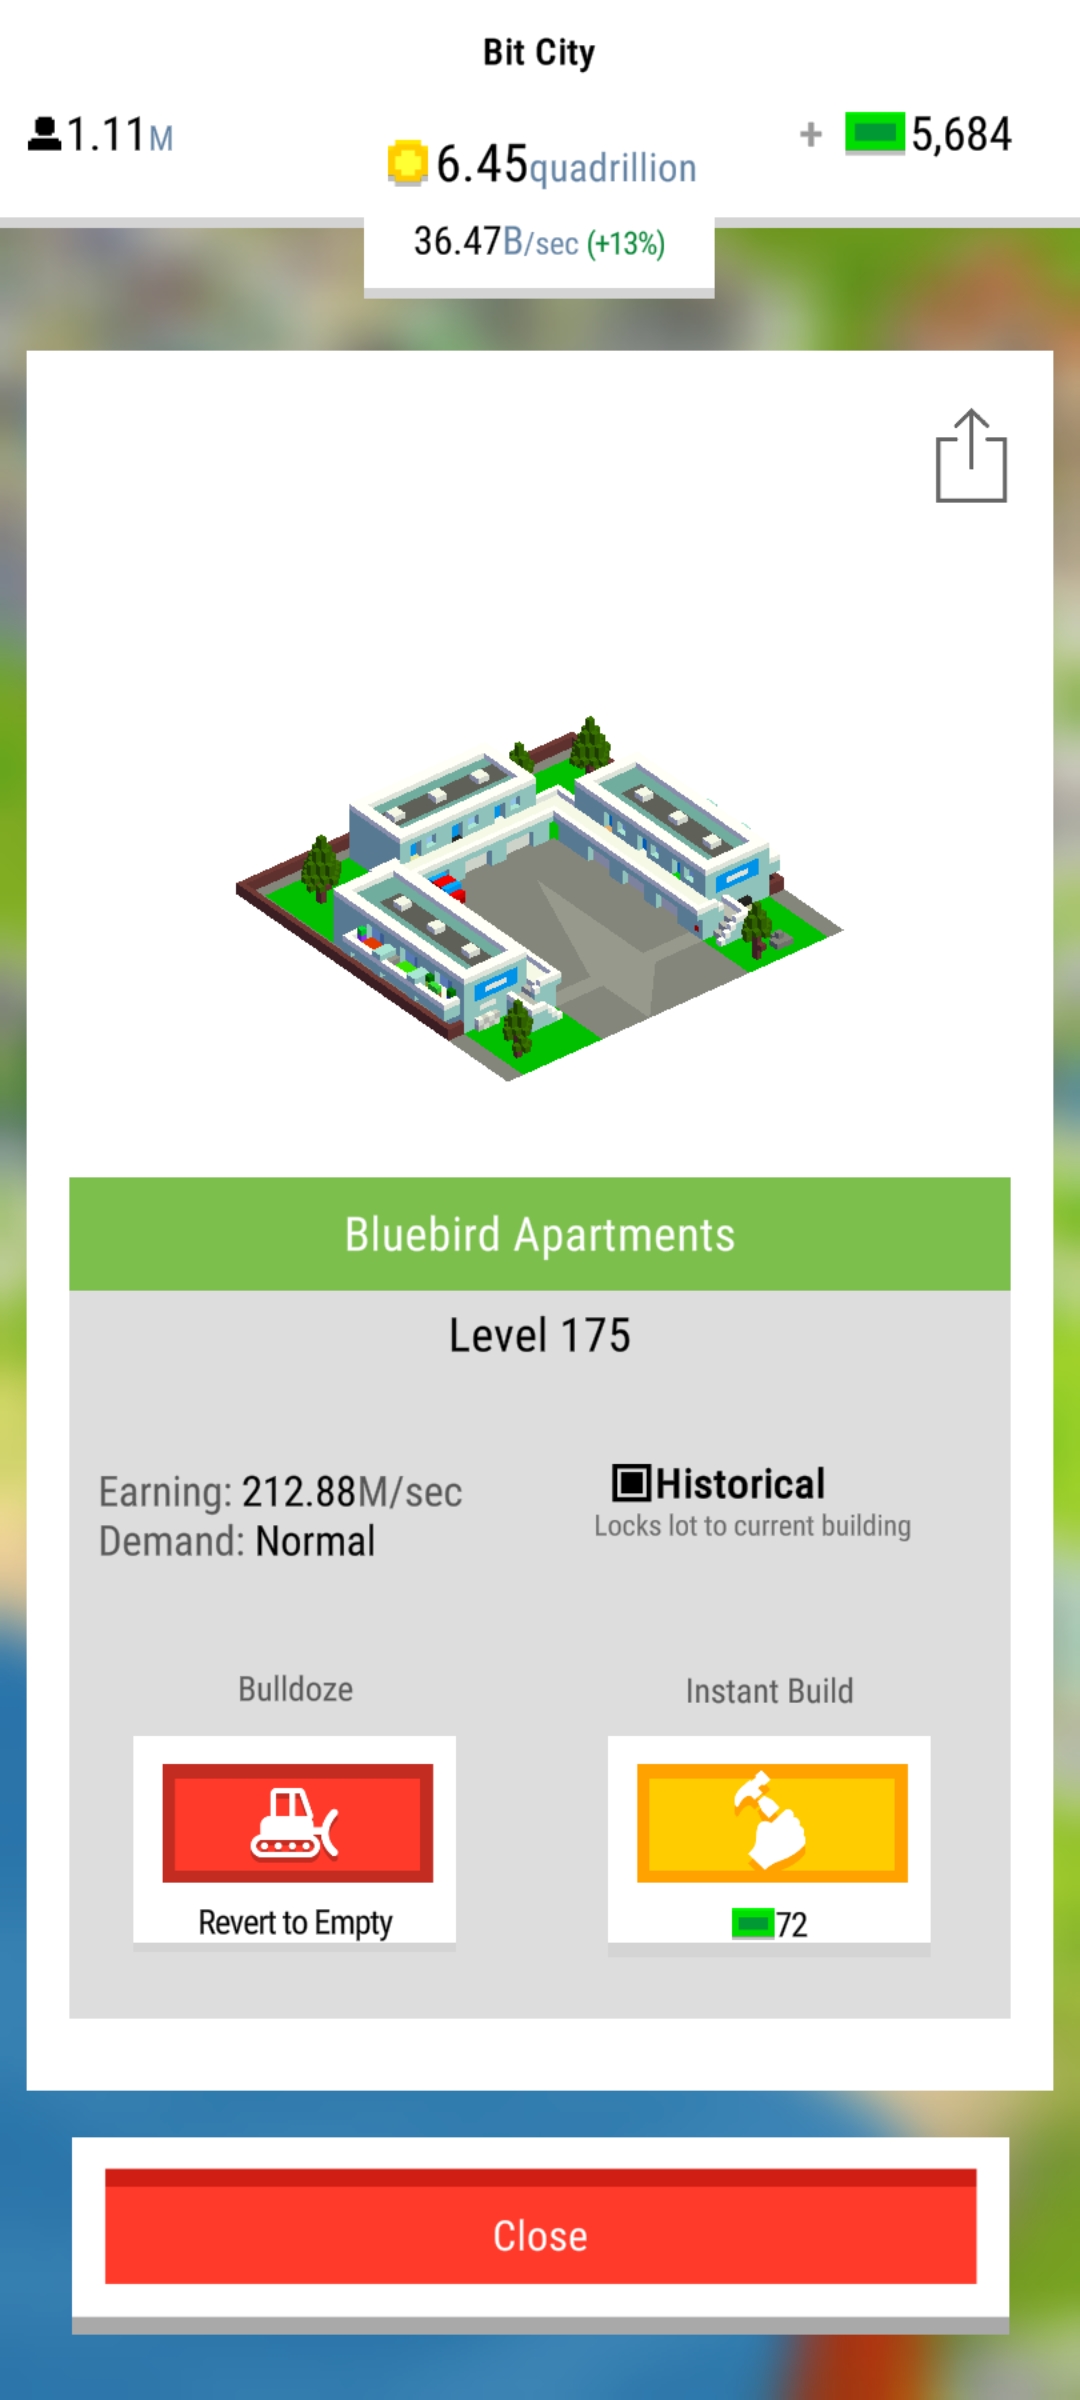 Bit City
1.11M
+ 5,684
6.45quadrillion
36.47B/sec (+13%)
Bluebird Apartments
Level 175
Earning: 212.88M/sec
Demand: Normal
Historical
Locks lot to current building
Bulldoze
Instant Build
Revert to Empty
72
Close